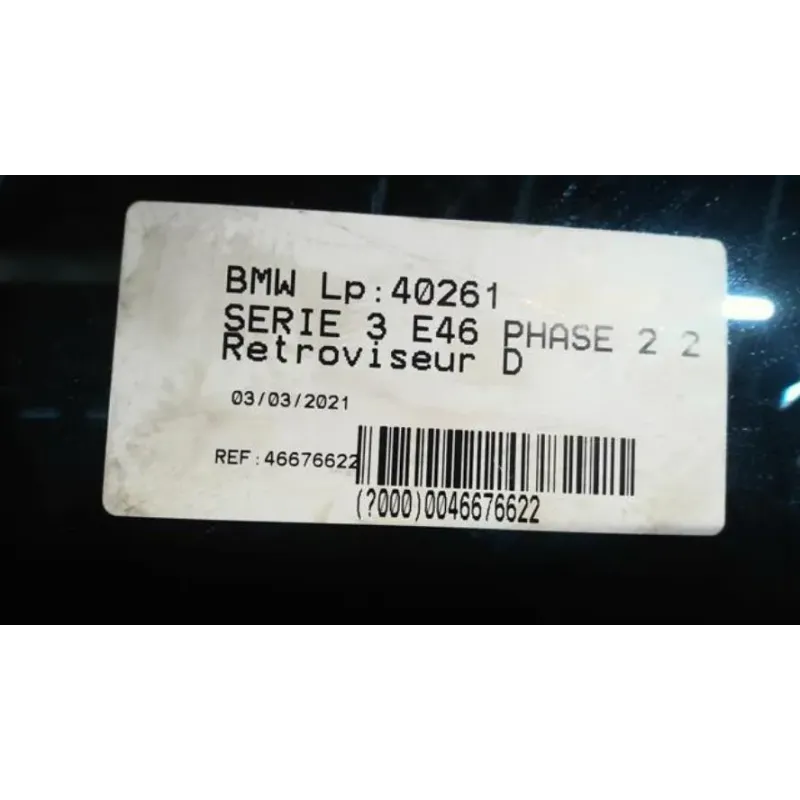 BMW Lp:40261
SERIE 3 E46 PHASE 2 2
Retroviseur D
03/03/2021
REF:46676622
(?000)0046676622